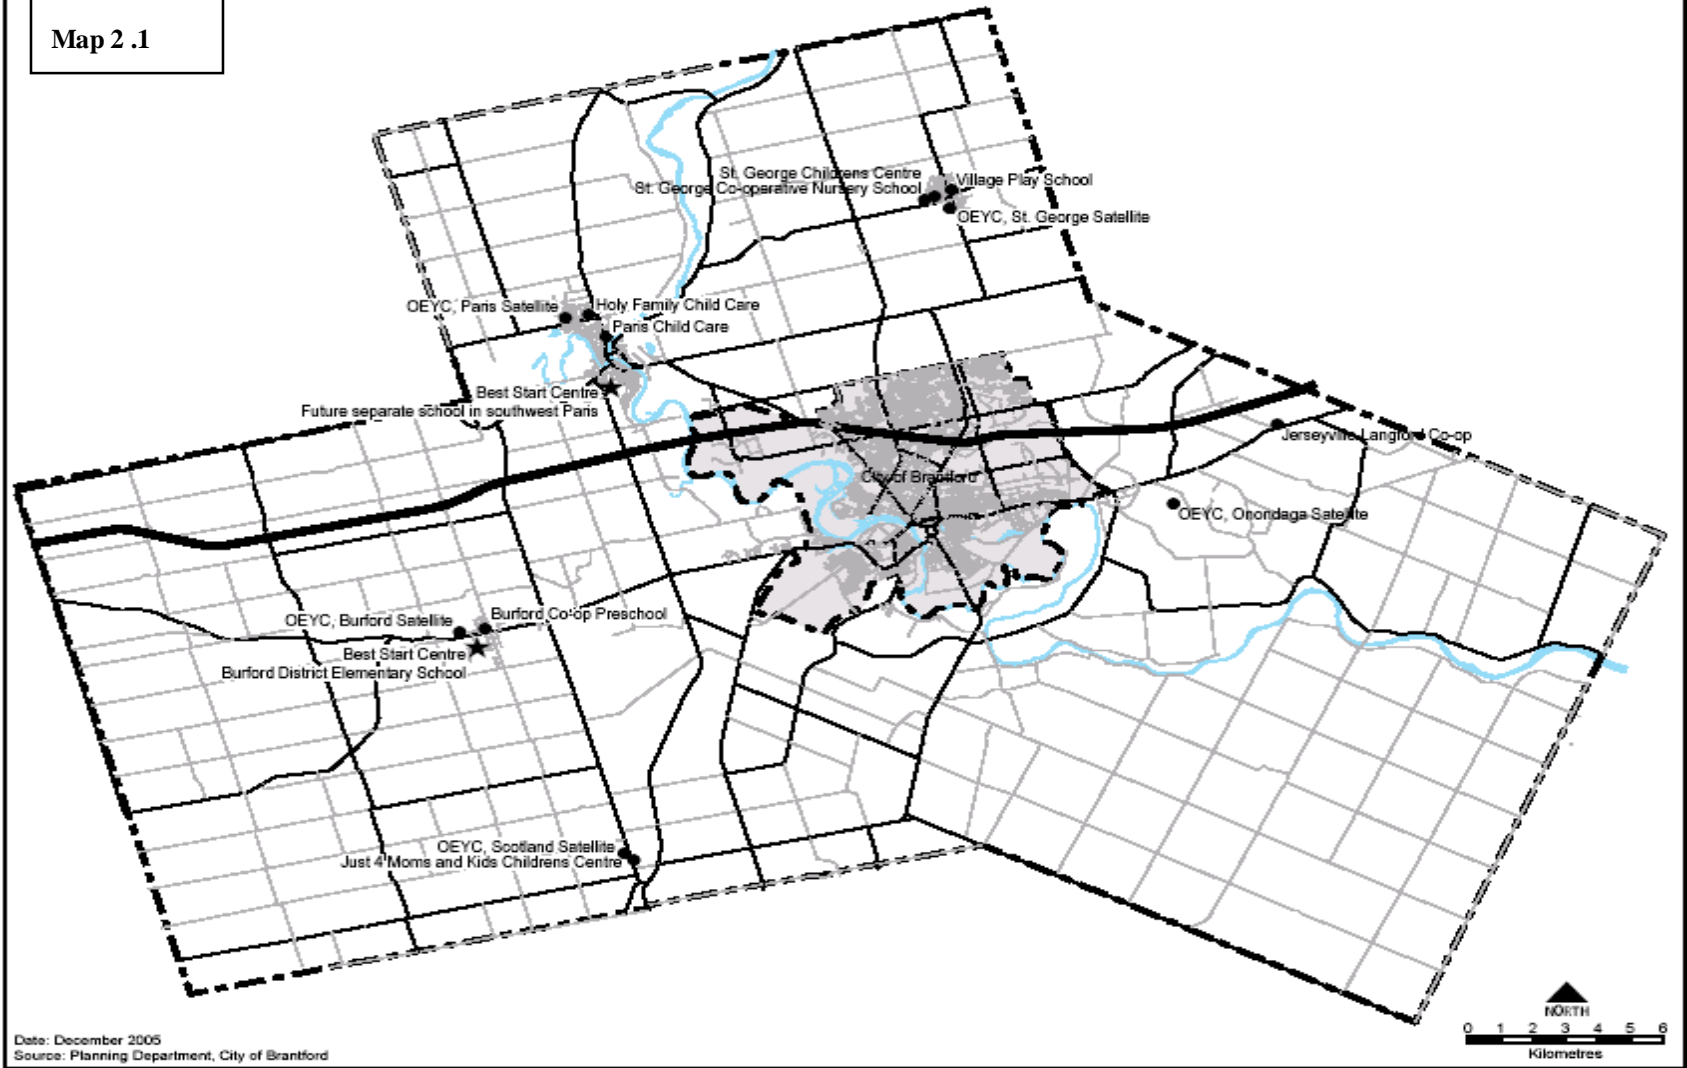 Map 2 .1
St. George Childrens Centre
St. George Co-operative Nursery School
Village Play School
OEYC, St. George Satellite
OEYC, Paris Satellite
Holy Family Child Care
Paris Child Care
Best Start Centre
Future separate school in southwest Paris
Jerseyville Langford Co-op
City of Brantford
OEYC, Onondaga Satellite
OEYC, Burford Satellite
Burford Co-op Preschool
Best Start Centre
Burford District Elementary School
OEYC, Scotland Satellite
Just 4 Moms and Kids Childrens Centre
NORTH
0 1 2 3 4 5 6
Kilometres
Date: December 2005
Source: Planning Department, City of Brantford